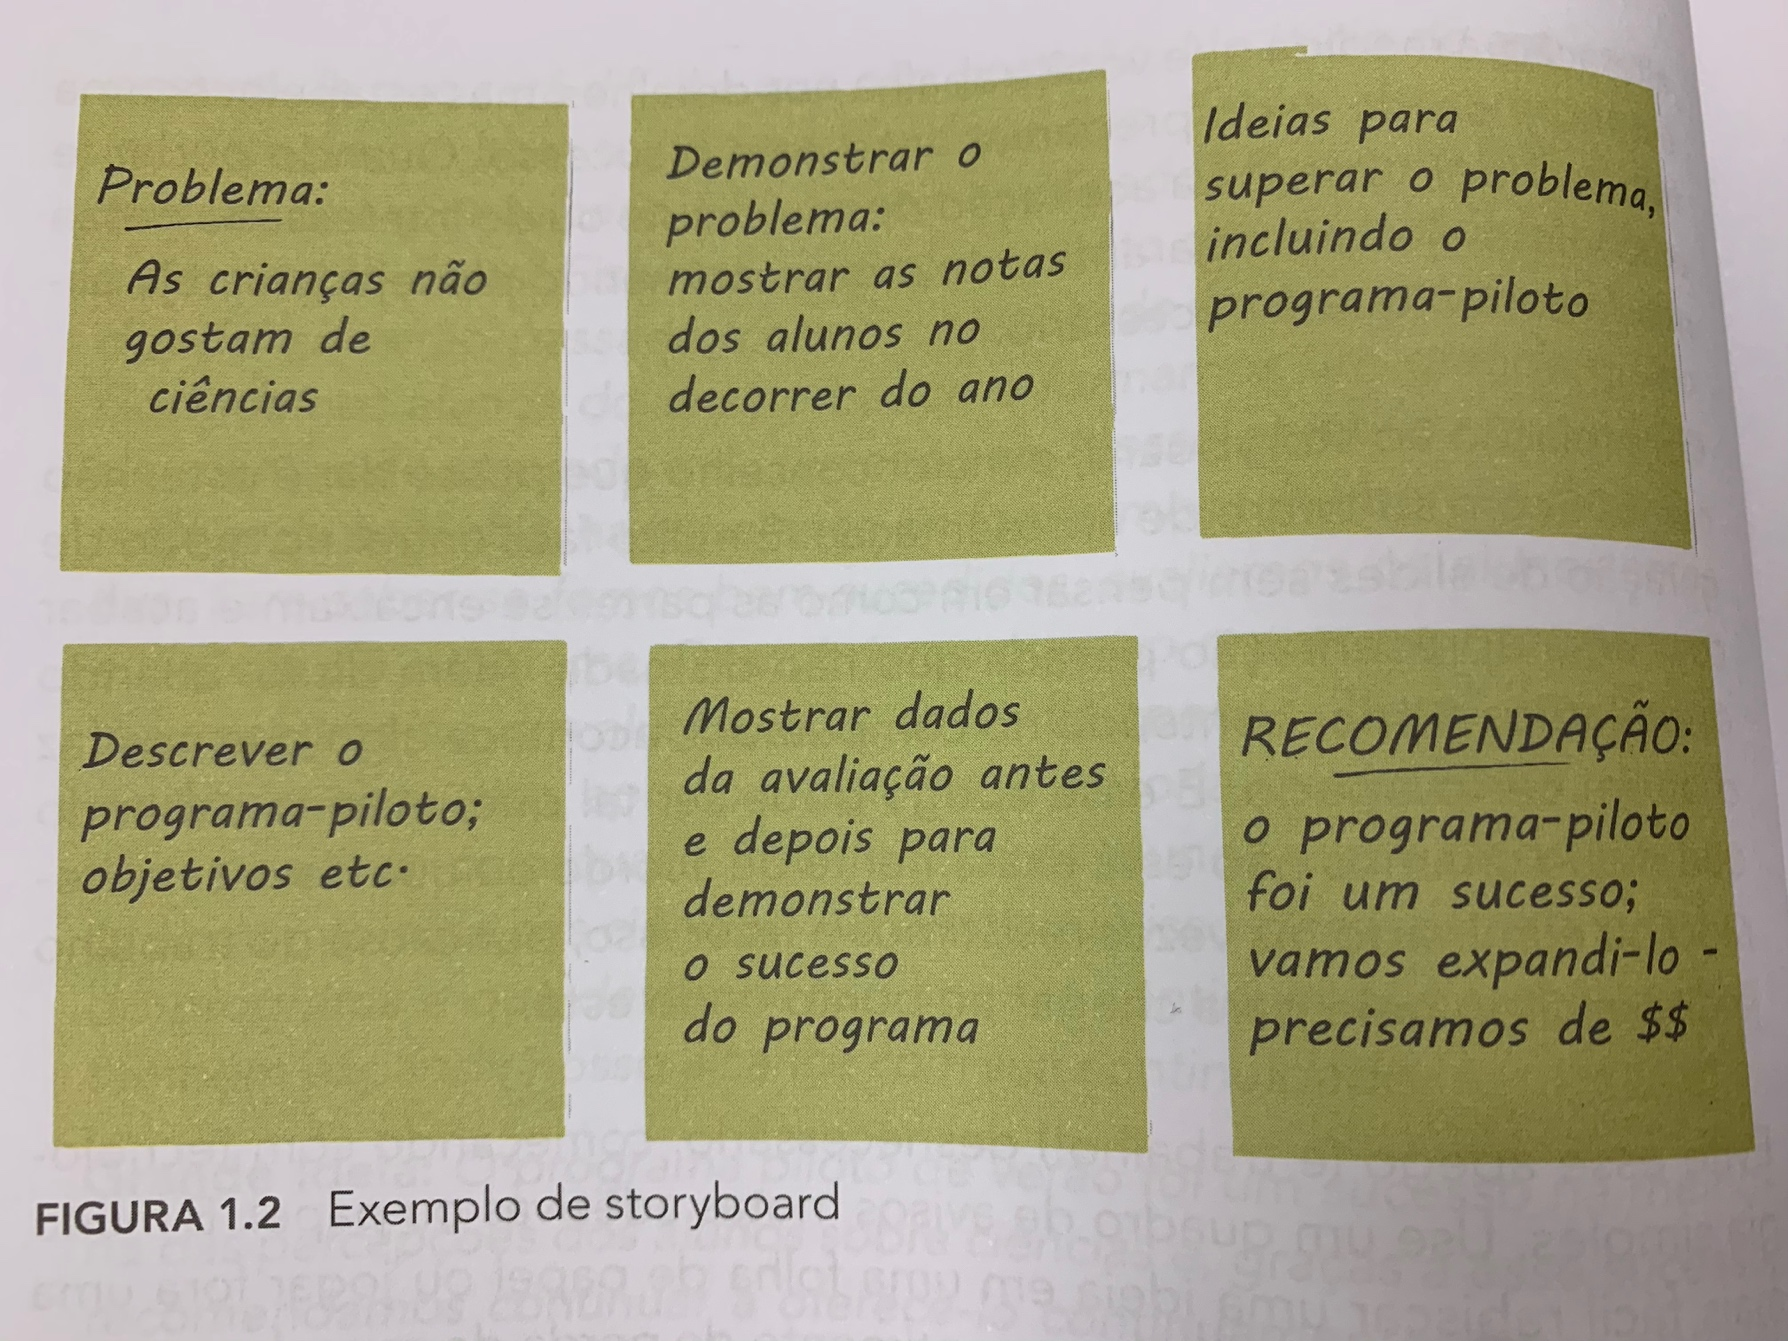 Problema:
As crianças não
gostam de
ciências
Demonstrar o
problema:
mostrar as notas
dos alunos no
decorrer do ano
Ideias para
superar o problema,
incluindo o
programa-piloto
Descrever o
programa-piloto;
objetivos etc.
Mostrar dados
da avaliação antes
e depois para
demonstrar
o sucesso
do programa
RECOMENDAÇÃO:
o programa-piloto
foi um sucesso;
vamos expandi-lo -
precisamos de $$
FIGURA 1.2 Exemplo de storyboard